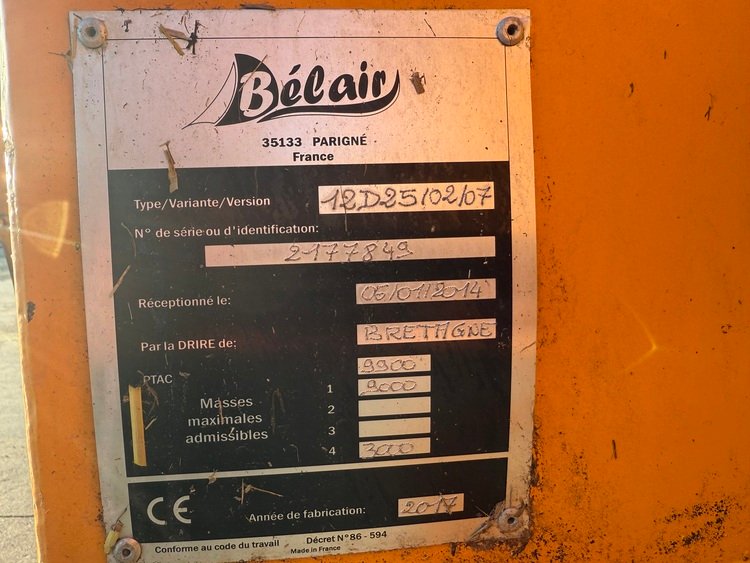 Bélair
35133 PARIGNÉ
France
Type/Variante/Version 12D25/02/07
N° de série ou d'identification:
2177849
Réceptionné le: 05/01/2014
Par la DRIRE de: BRETAGNE
PTAC 9900
Masses maximales admissibles
1 9000
2
3
4 3000
CE
Année de fabrication: 2017
Conforme au code du travail Décret N°86 - 594
Made in France